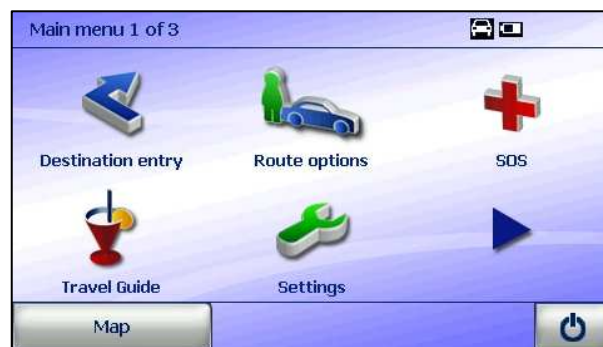 Main menu 1 of 3
Destination entry
Route options
SOS
Travel Guide
Settings
Map